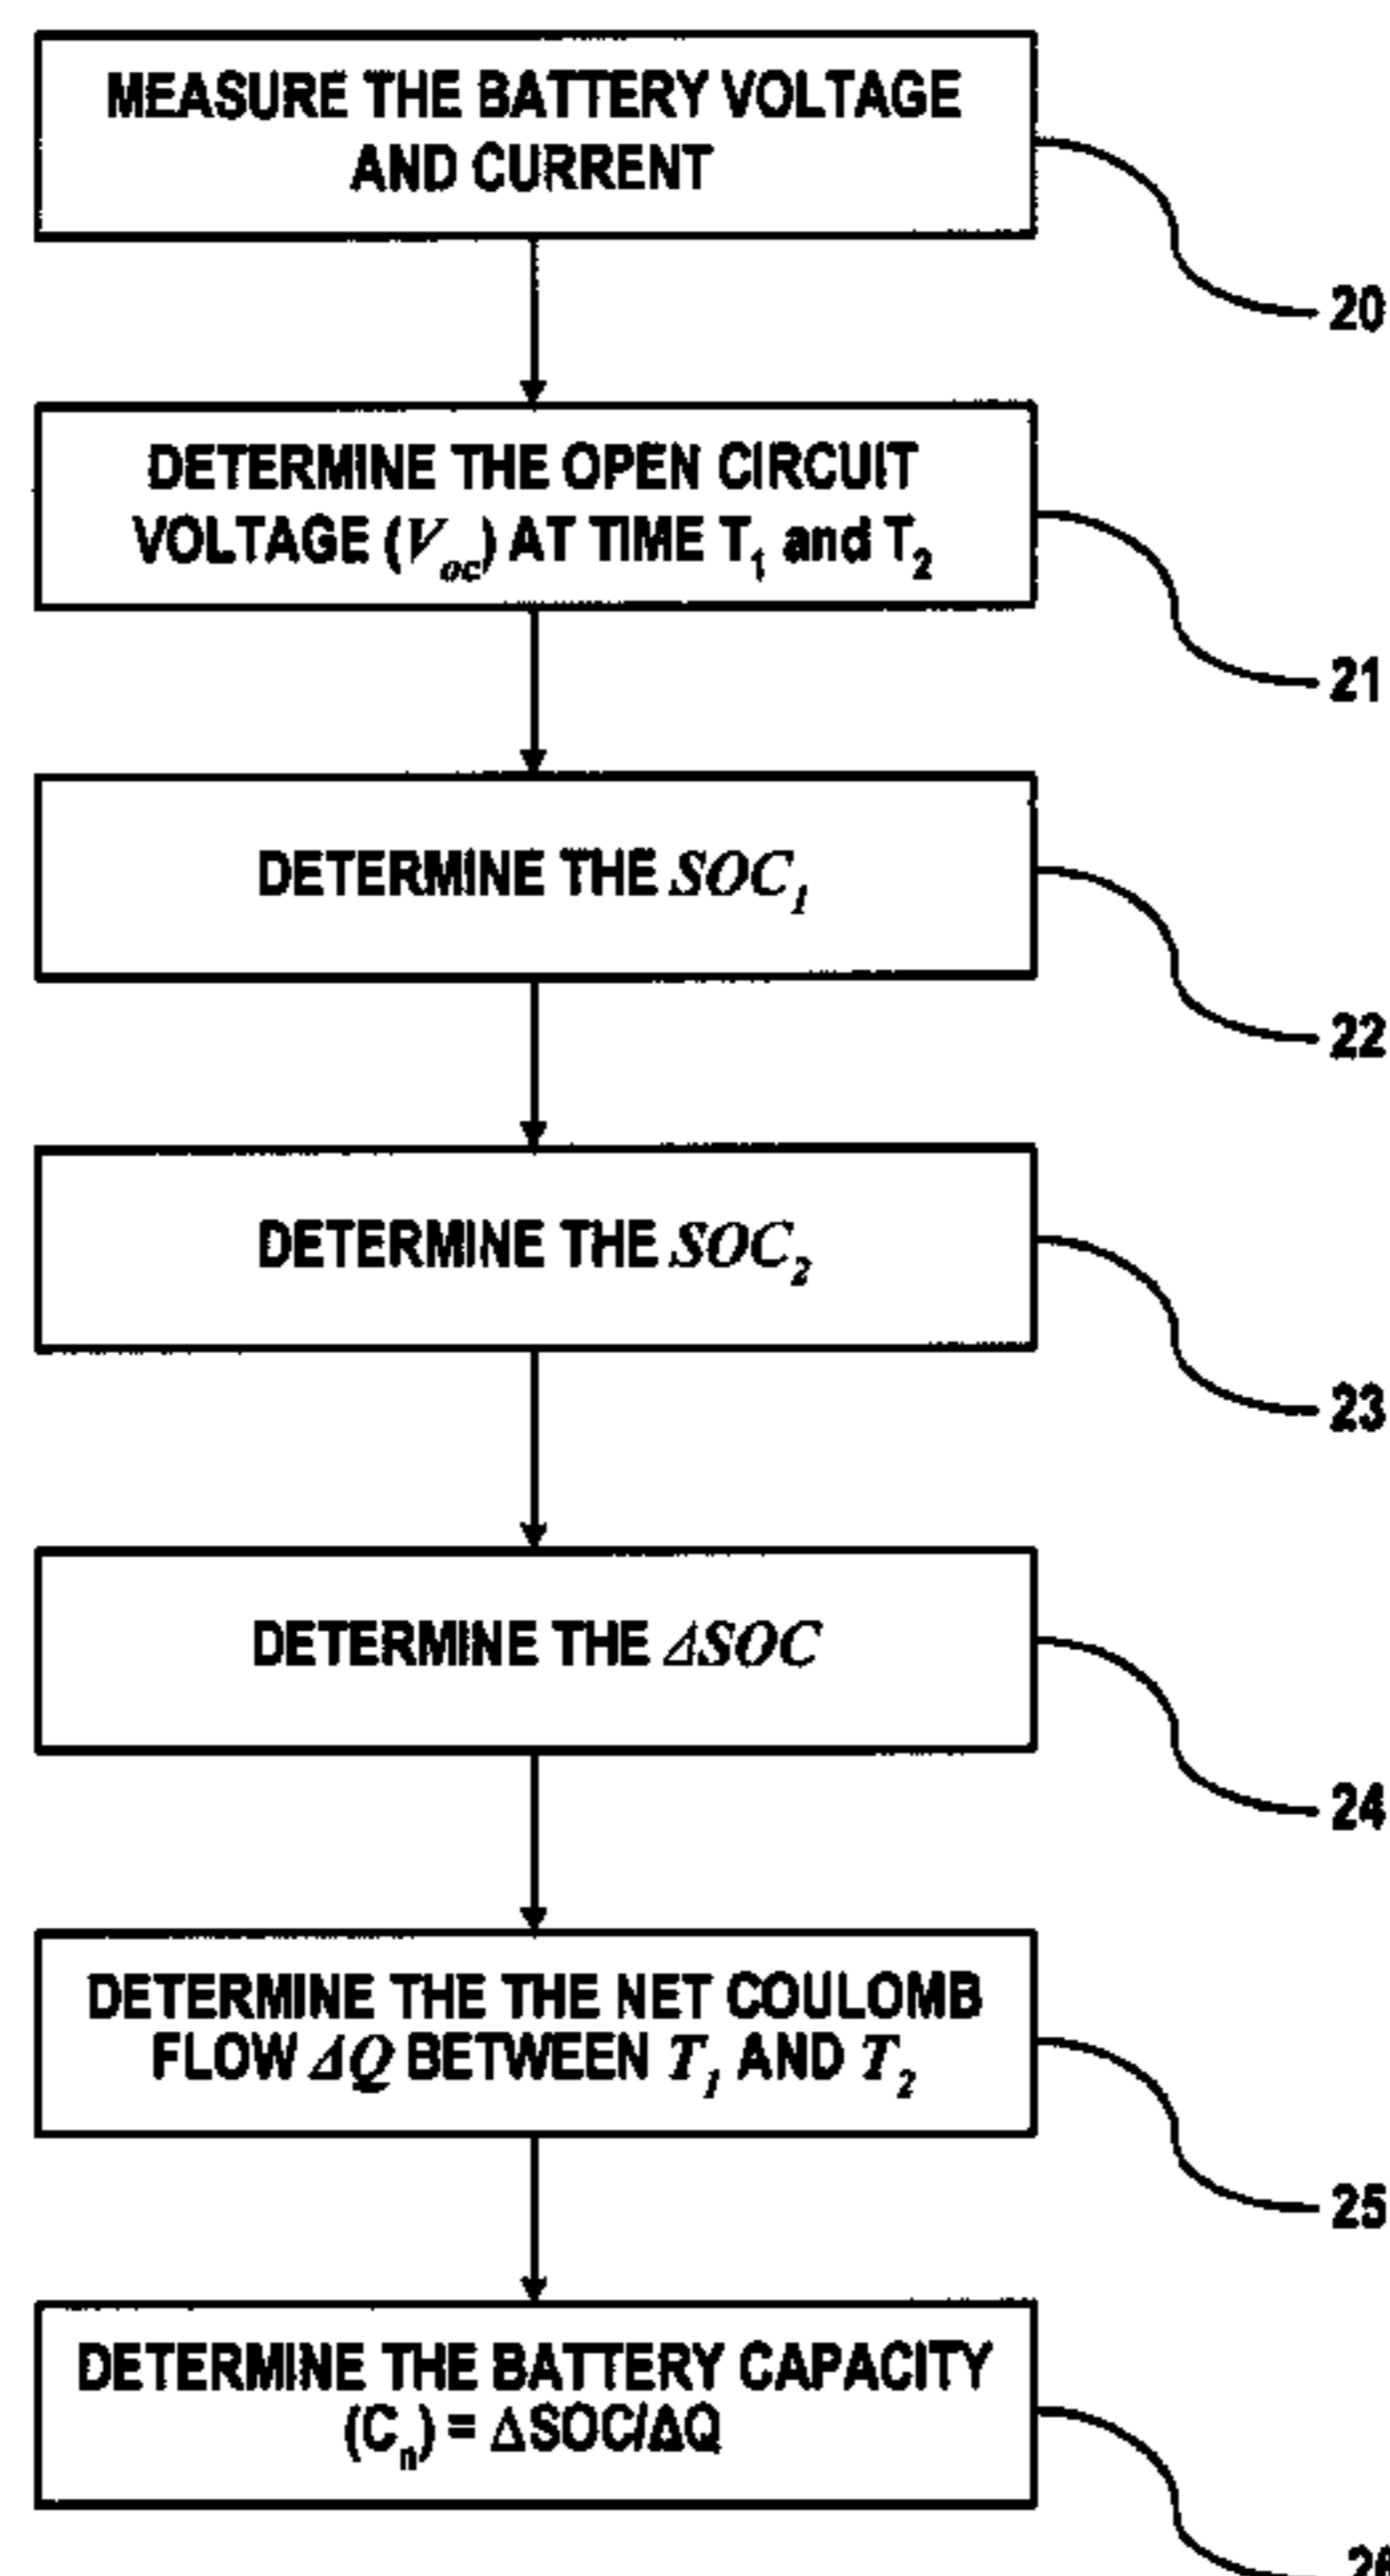 MEASURE THE BATTERY VOLTAGE
AND CURRENT
20
DETERMINE THE OPEN CIRCUIT
VOLTAGE (Voc) AT TIME T1 and T2
21
DETERMINE THE SOC1
22
DETERMINE THE SOC2
23
DETERMINE THE ΔSOC
24
DETERMINE THE THE NET COULOMB
FLOW ΔQ BETWEEN T1 AND T2
25
DETERMINE THE BATTERY CAPACITY
(Cn) = ΔSOC/ΔQ